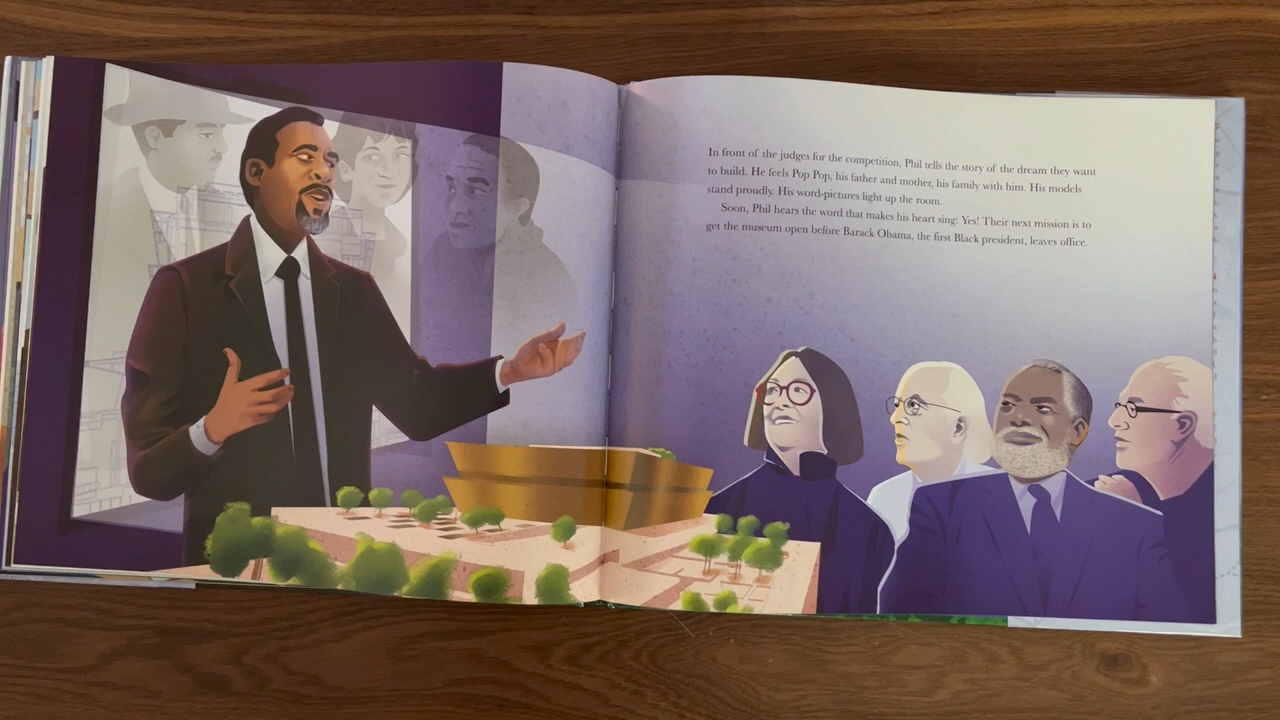 In front of the judges for the competition, Phil tells the story of the dream they want
to build. He feels Pop Pop, his father and mother, his family with him. His models
stand proudly. His word-pictures light up the room.
Soon, Phil hears the word that makes his heart sing: Yes! Their next mission is to
get the museum open before Barack Obama, the first Black president, leaves office.